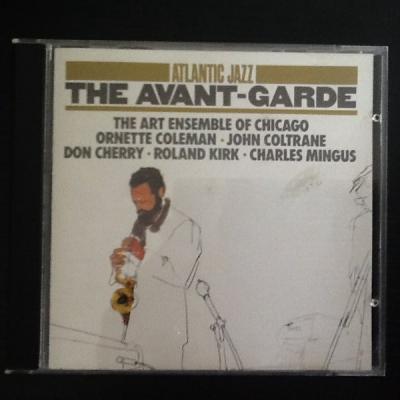 ATLANTIC JAZZ
THE AVANT-GARDE
THE ART ENSEMBLE OF CHICAGO
ORNETTE COLEMAN · JOHN COLTRANE
DON CHERRY · ROLAND KIRK · CHARLES MINGUS